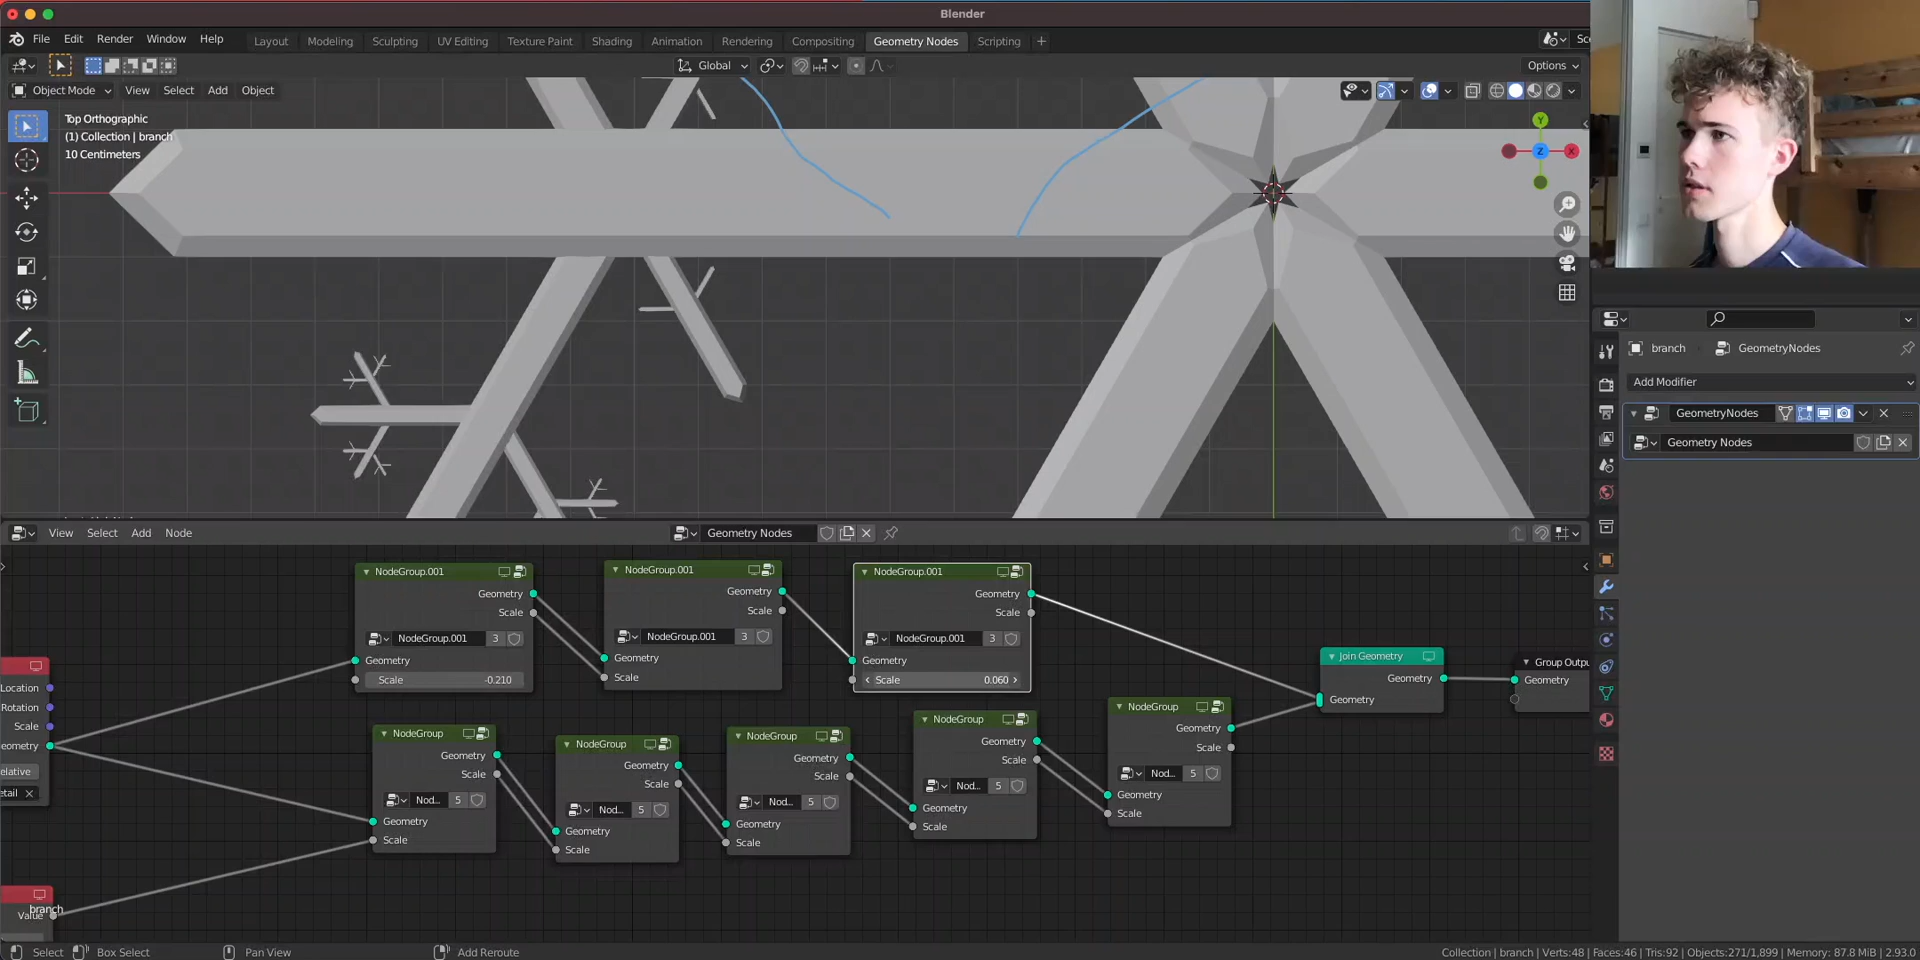 Blender
File Edit Render Window Help Layout Modeling Sculpting UV Editing Texture Paint Shading Animation Rendering Compositing Geometry Nodes Scripting + Sc
Global Options
Object Mode View Select Add Object
Top Orthographic
(1) Collection | branch
10 Centimeters
Y
Z
X
branch GeometryNodes
Add Modifier
GeometryNodes
Geometry Nodes
View Select Add Node Geometry Nodes
NodeGroup.001
Geometry
Scale
NodeGroup.001 3
Geometry
Scale -0.210
NodeGroup.001
Geometry
Scale
NodeGroup.001 3
Geometry
Scale
NodeGroup.001
Geometry
Scale
NodeGroup.001 3
Geometry
Scale 0.060
Location
Rotation
Scale
eometry
elative
etail
NodeGroup
Geometry
Scale
Nod... 5
Geometry
Scale
NodeGroup
Geometry
Scale
Nod... 5
Geometry
Scale
NodeGroup
Geometry
Scale
Nod... 5
Geometry
Scale
NodeGroup
Geometry
Scale
Nod... 5
Geometry
Scale
NodeGroup
Geometry
Scale
Nod... 5
Geometry
Scale
Join Geometry
Geometry
Geometry
Group Outpu
Geometry
branch
Value
Select Box Select Pan View Add Reroute Collection | branch | Verts:48 | Faces:46 | Tris:92 | Objects:271/1,899 | Memory: 87.8 MiB | 2.93.0